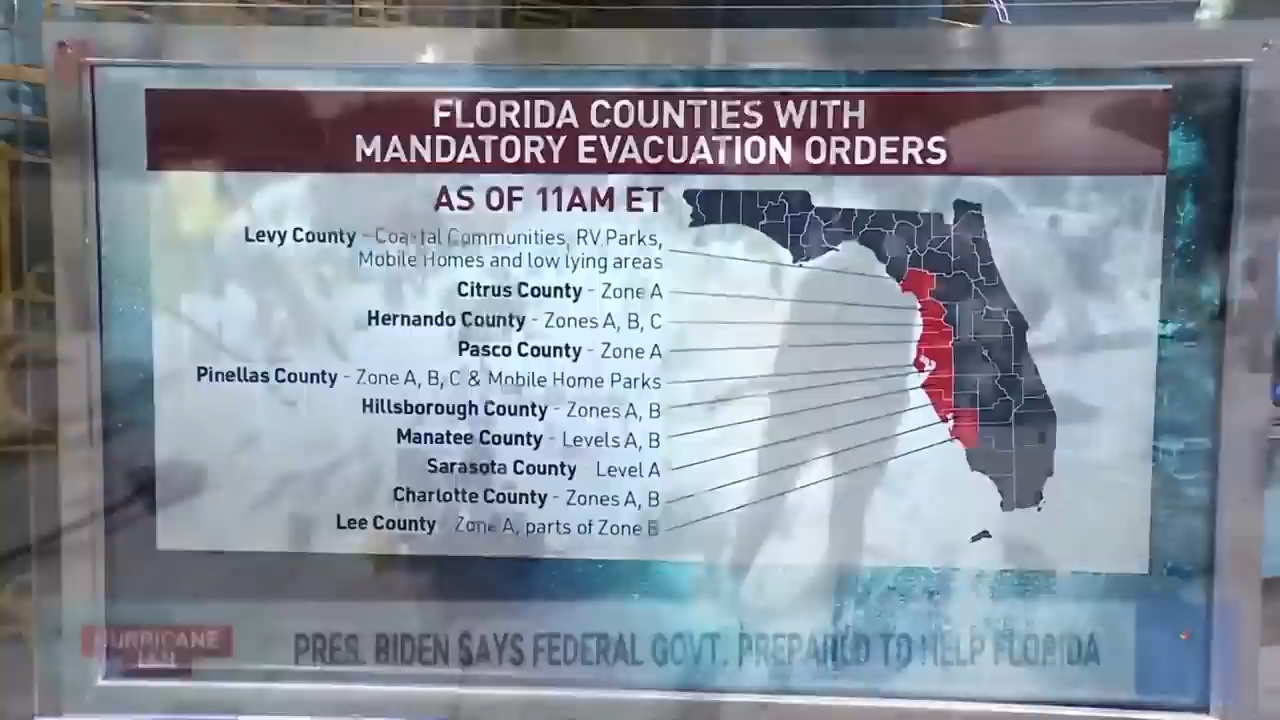 FLORIDA COUNTIES WITH
MANDATORY EVACUATION ORDERS
AS OF 11AM ET
Levy County - Coastal Communities, RV Parks,
Mobile Homes and low lying areas
Citrus County - Zone A
Hernando County - Zones A, B, C
Pasco County - Zone A
Pinellas County - Zone A, B, C & Mobile Home Parks
Hillsborough County - Zones A, B
Manatee County - Levels A, B
Sarasota County Level A
Charlotte County - Zones A, B
Lee County - Zone A, parts of Zone B
HURRICANE
IAN
PRES. BIDEN SAYS FEDERAL GOVT. PREPARED TO HELP FLORIDA